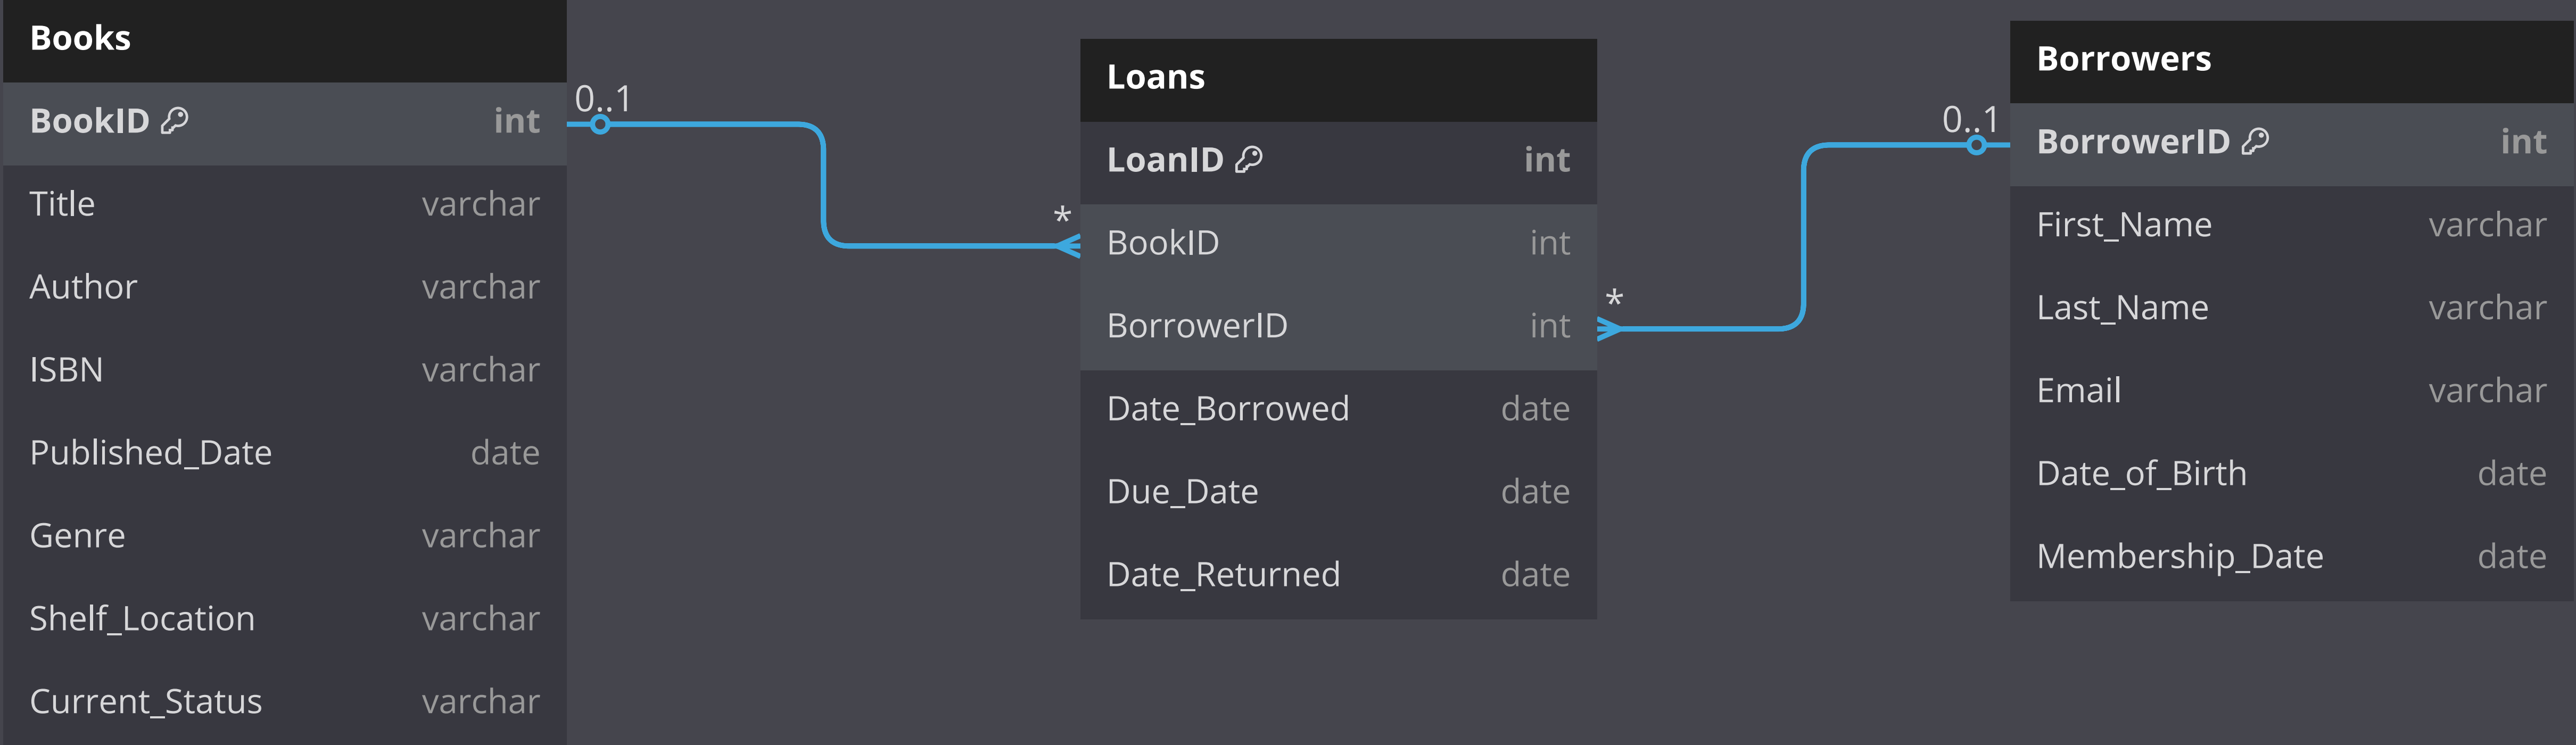 Books
BookID int
Title varchar
Author varchar
ISBN varchar
Published_Date date
Genre varchar
Shelf_Location varchar
Current_Status varchar
0..1
*
Loans
LoanID int
BookID int
BorrowerID int
Date_Borrowed date
Due_Date date
Date_Returned date
*
0..1
Borrowers
BorrowerID int
First_Name varchar
Last_Name varchar
Email varchar
Date_of_Birth date
Membership_Date date